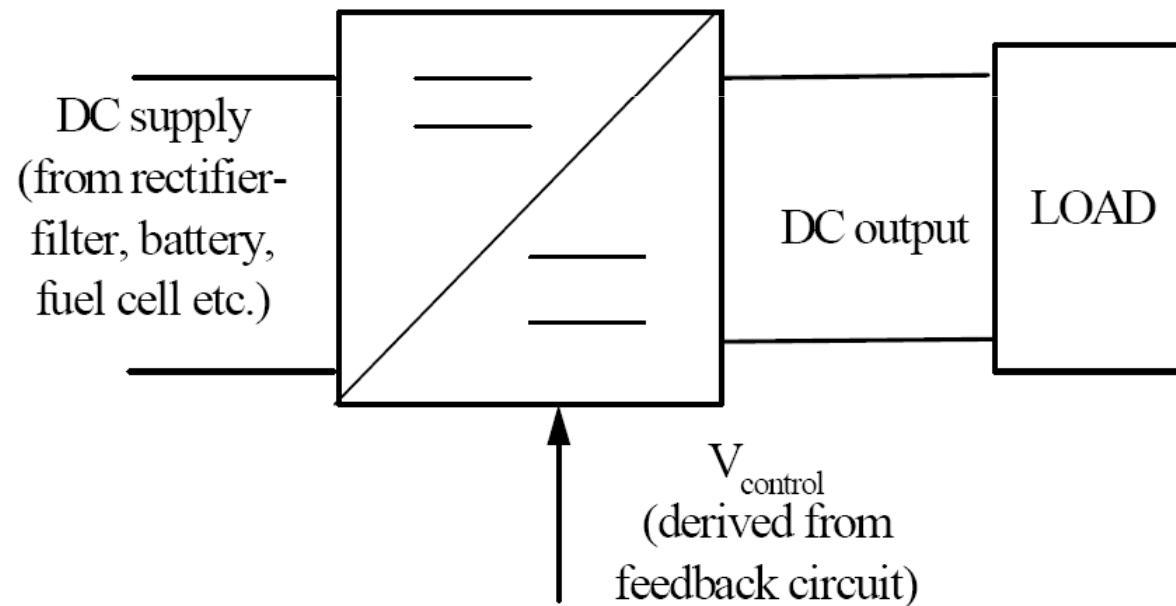 DC supply
(from rectifier-
filter, battery,
fuel cell etc.)
DC output
LOAD
Vcontrol
(derived from
feedback circuit)